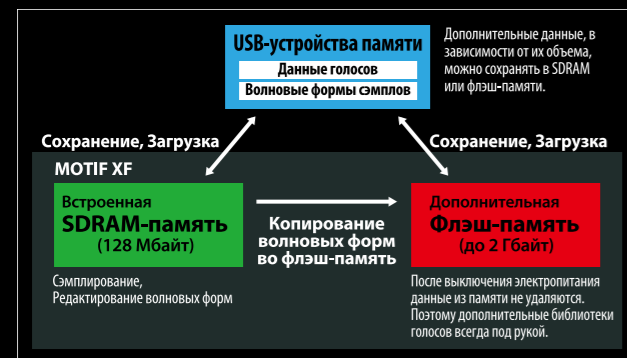 USB-устройства памяти
Данные голосов
Волновые формы сэмплов
Дополнительные данные, в
зависимости от их объема,
можно сохранять в SDRAM
или флэш-памяти.
Сохранение, Загрузка
Сохранение, Загрузка
MOTIF XF
Встроенная
SDRAM-память
(128 Мбайт)
Копирование
волновых форм
во флэш-память
Дополнительная
Флэш-память
(до 2 Гбайт)
Сэмплирование,
Редактирование волновых форм
После выключения электропитания
данные из памяти не удаляются.
Поэтому дополнительные библиотеки
голосов всегда под рукой.